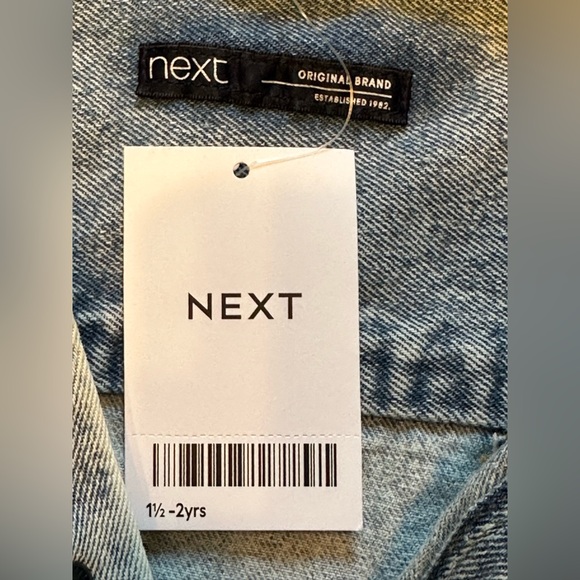 next
ORIGINAL BRAND
ESTABLISHED 1982.
NEXT
1½-2yrs